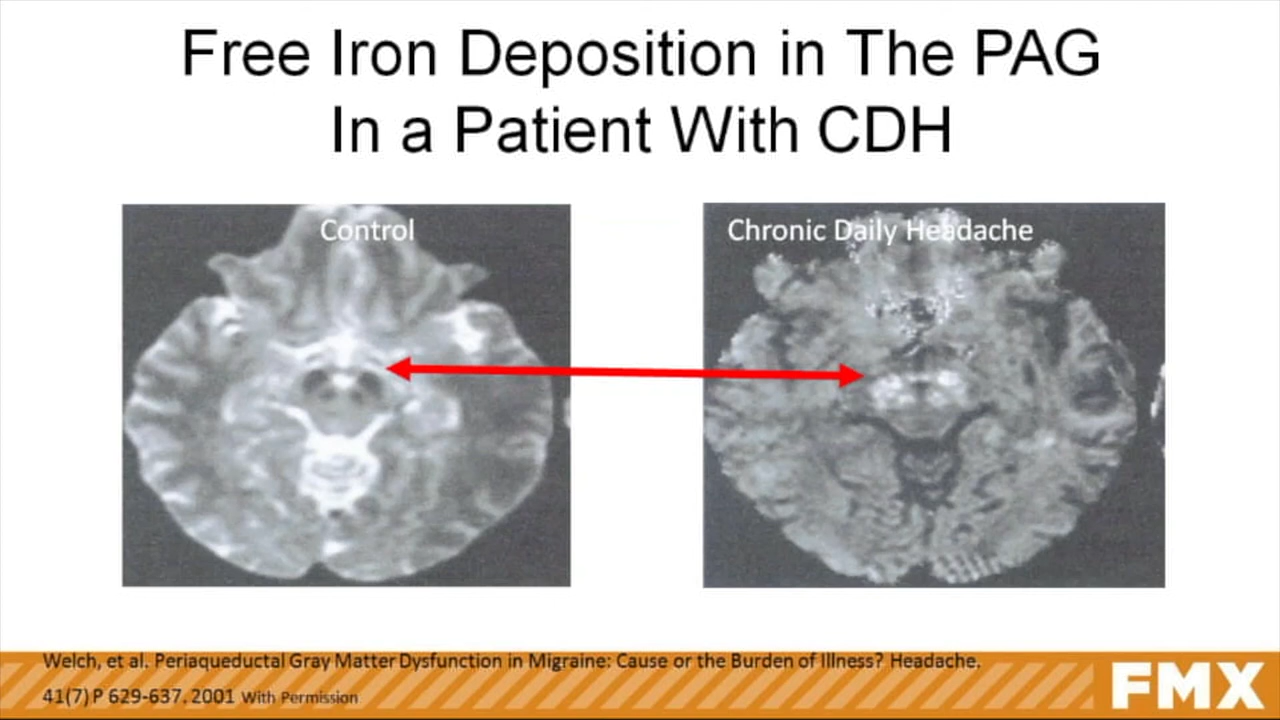 Free Iron Deposition in The PAG
In a Patient With CDH
Control
Chronic Daily Headache
Welch, et al. Periaqueductal Gray Matter Dysfunction in Migraine: Cause or the Burden of Illness? Headache.
41(7) P 629-637. 2001 With Permission
FMX